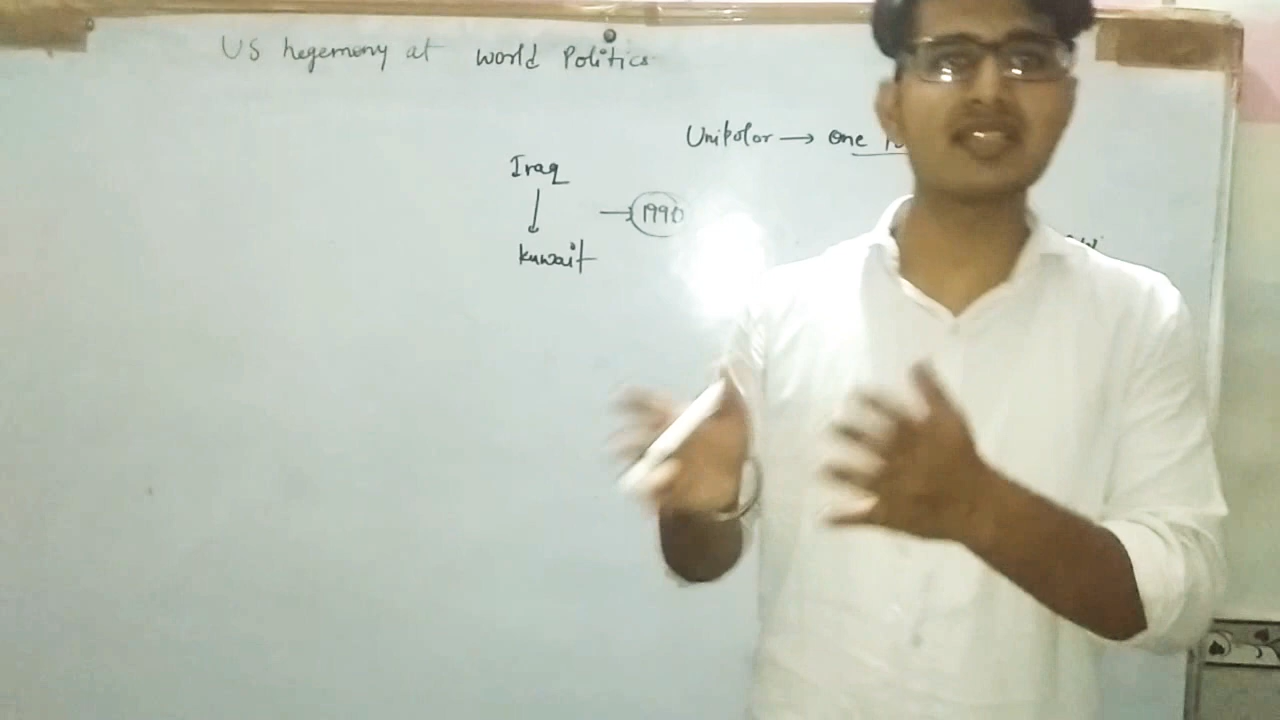 US hegemony at world Politics
Unipolar → one
Iraq
↓
→ 1990
Kuwait